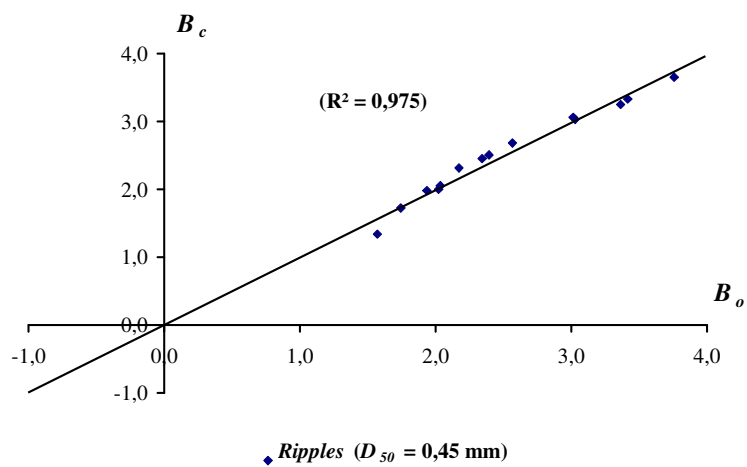 B c
4,0
(R² = 0,975)
3,0
2,0
1,0
B o
0,0
-1,0 0,0 1,0 2,0 3,0 4,0
-1,0
Ripples (D 50 = 0,45 mm)